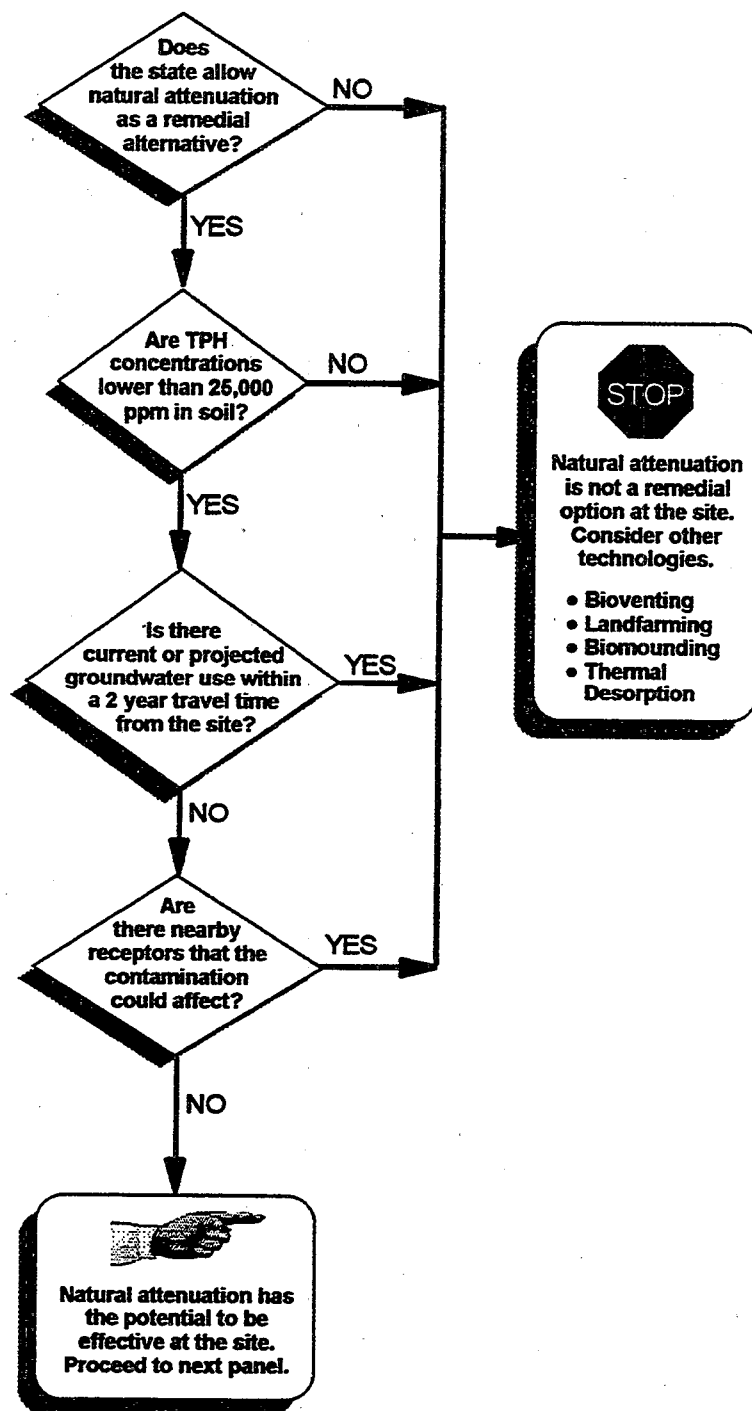 Does
the state allow
natural attenuation
as a remedial
alternative?
NO
YES
Are TPH
concentrations
lower than 25,000
ppm in soil?
NO
YES
Is there
current or projected
groundwater use within
a 2 year travel time
from the site?
YES
NO
Are
there nearby
receptors that the
contamination
could affect?
YES
NO
Natural attenuation has
the potential to be
effective at the site.
Proceed to next panel.
STOP
Natural attenuation
is not a remedial
option at the site.
Consider other
technologies.
● Bioventing
● Landfarming
● Biomounding
● Thermal
Desorption